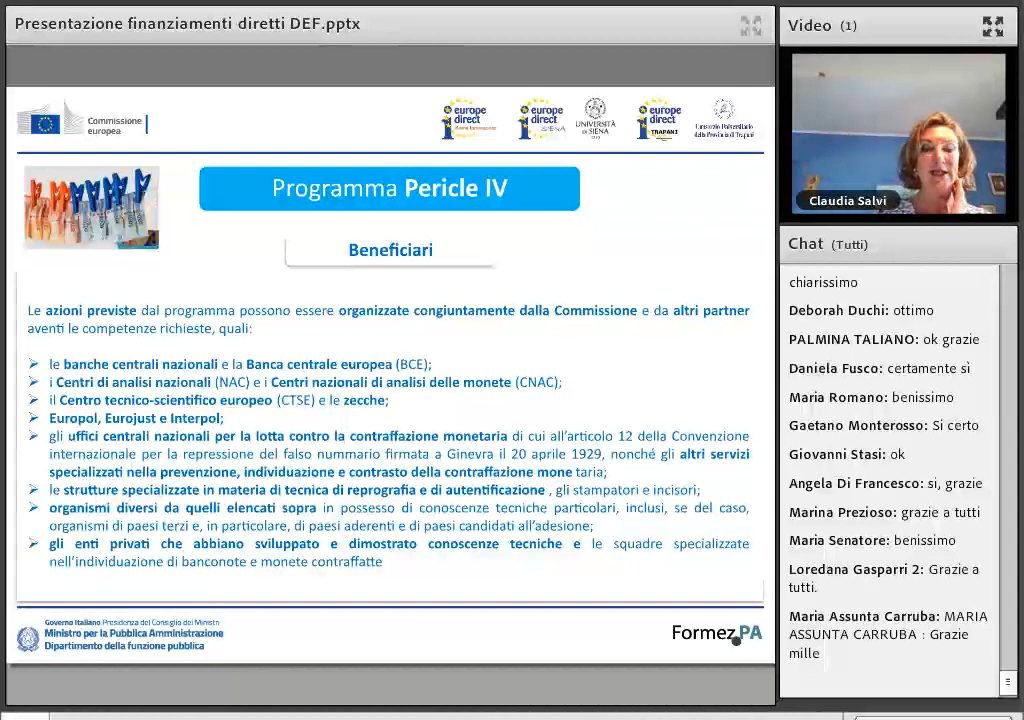 Presentazione finanziamenti diretti DEF.pptx
Commissione
europea
europe
direct
europe
direct
SIENA
UNIVERSITÀ
DI SIENA
1240
europe
direct
TRAPANI
Consorzio Universitario
della Provincia di Trapani
Programma Pericle IV
Beneficiari
Le azioni previste dal programma possono essere organizzate congiuntamente dalla Commissione e da altri partner
aventi le competenze richieste, quali:
➢ le banche centrali nazionali e la Banca centrale europea (BCE);
➢ i Centri di analisi nazionali (NAC) e i Centri nazionali di analisi delle monete (CNAC);
➢ il Centro tecnico-scientifico europeo (CTSE) e le zecche;
➢ Europol, Eurojust e Interpol;
➢ gli uffici centrali nazionali per la lotta contro la contraffazione monetaria di cui all'articolo 12 della Convenzione
internazionale per la repressione del falso nummario firmata a Ginevra il 20 aprile 1929, nonché gli altri servizi
specializzati nella prevenzione, individuazione e contrasto della contraffazione mone taria;
➢ le strutture specializzate in materia di tecnica di reprografia e di autentificazione , gli stampatori e incisori;
➢ organismi diversi da quelli elencati sopra in possesso di conoscenze tecniche particolari, inclusi, se del caso,
organismi di paesi terzi e, in particolare, di paesi aderenti e di paesi candidati all'adesione;
➢ gli enti privati che abbiano sviluppato e dimostrato conoscenze tecniche e le squadre specializzate
nell'individuazione di banconote e monete contraffatte
Governo Italiano Presidenza del Consiglio dei Ministri
Ministro per la Pubblica Amministrazione
Dipartimento della funzione pubblica
Formez PA
Video (1)
Claudia Salvi
Chat (Tutti)
chiarissimo
Deborah Duchi: ottimo
PALMINA TALIANO: ok grazie
Daniela Fusco: certamente sì
Maria Romano: benissimo
Gaetano Monterosso: Si certo
Giovanni Stasi: ok
Angela Di Francesco: si, grazie
Marina Prezioso: grazie a tutti
Maria Senatore: benissimo
Loredana Gasparri 2: Grazie a
tutti.
Maria Assunta Carruba: MARIA
ASSUNTA CARRUBA : Grazie
mille